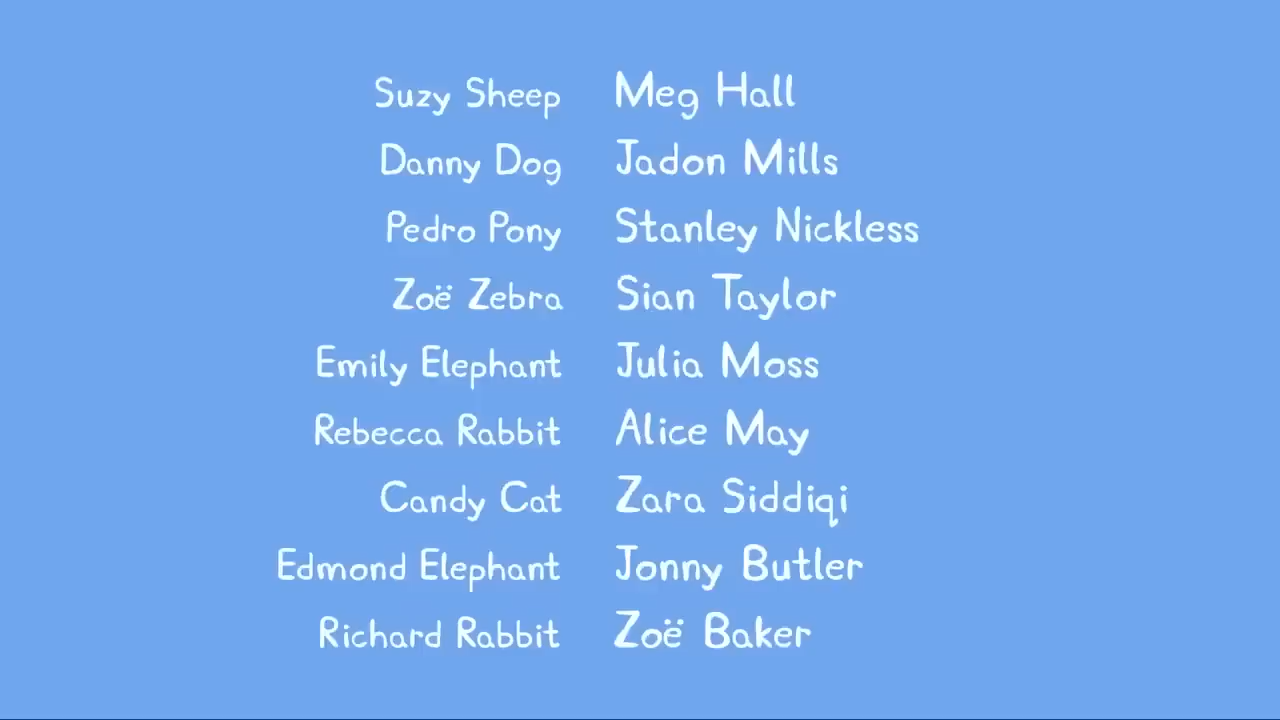 Suzy Sheep Meg Hall
Danny Dog Jadon Mills
Pedro Pony Stanley Nickless
Zoë Zebra Sian Taylor
Emily Elephant Julia Moss
Rebecca Rabbit Alice May
Candy Cat Zara Siddiqi
Edmond Elephant Jonny Butler
Richard Rabbit Zoë Baker